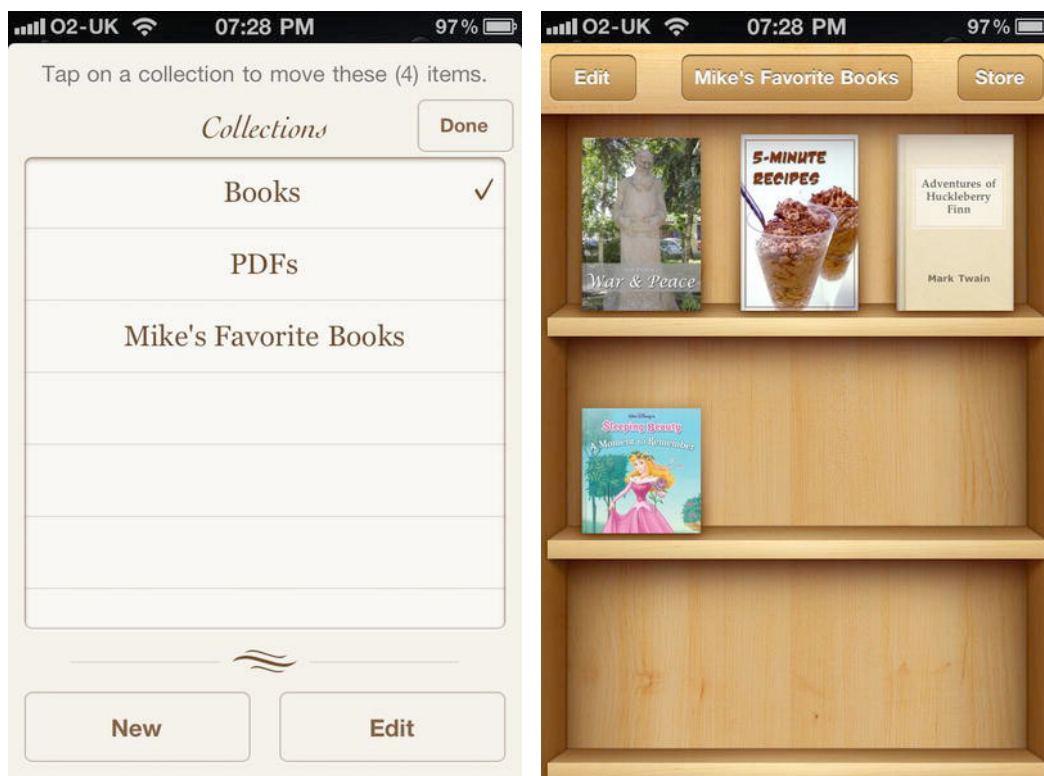 O2-UK 07:28 PM 97%
Tap on a collection to move these (4) items.
Collections Done
Books ✓
PDFs
Mike's Favorite Books
New Edit
O2-UK 07:28 PM 97%
Edit Mike's Favorite Books Store
War & Peace
5-MINUTE
RECIPES
Adventures of
Huckleberry
Finn
Mark Twain
Sleeping Beauty
A Moment to Remember